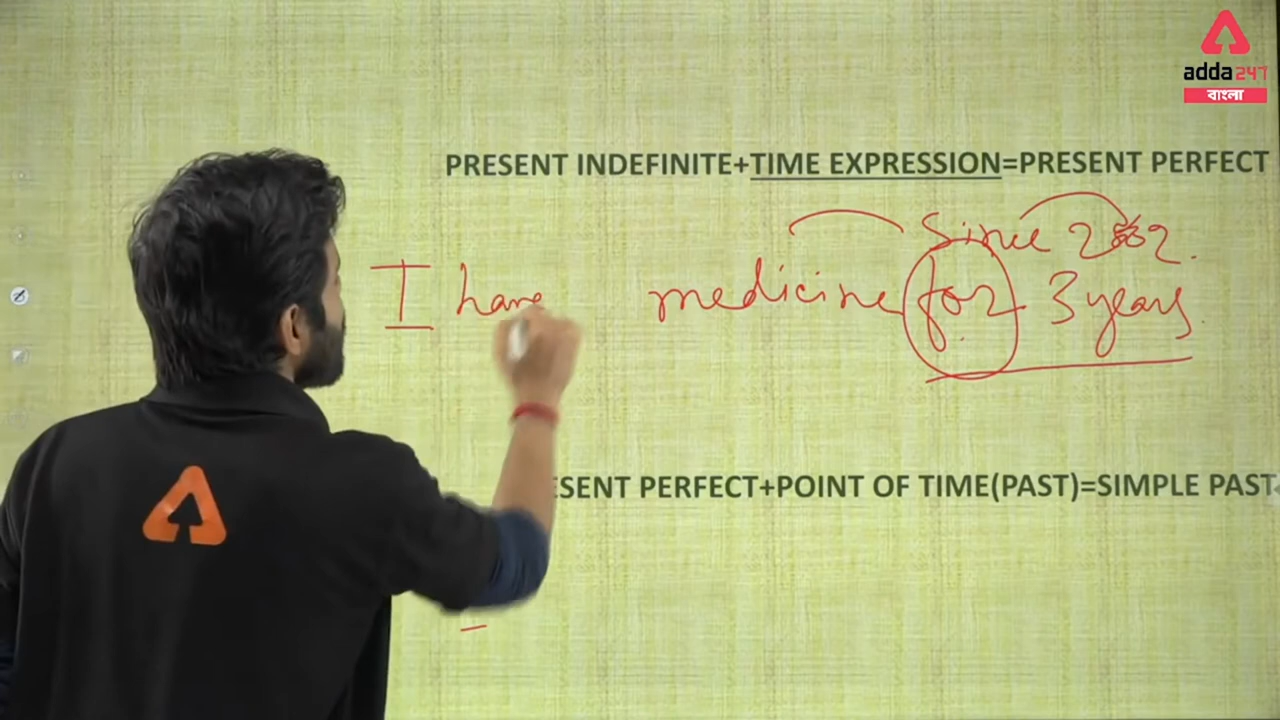 adda247
বাংলা
PRESENT INDEFINITE+TIME EXPRESSION=PRESENT PERFECT
Since
I have medicine for 3 years.
ESENT PERFECT+POINT OF TIME(PAST)=SIMPLE PAST